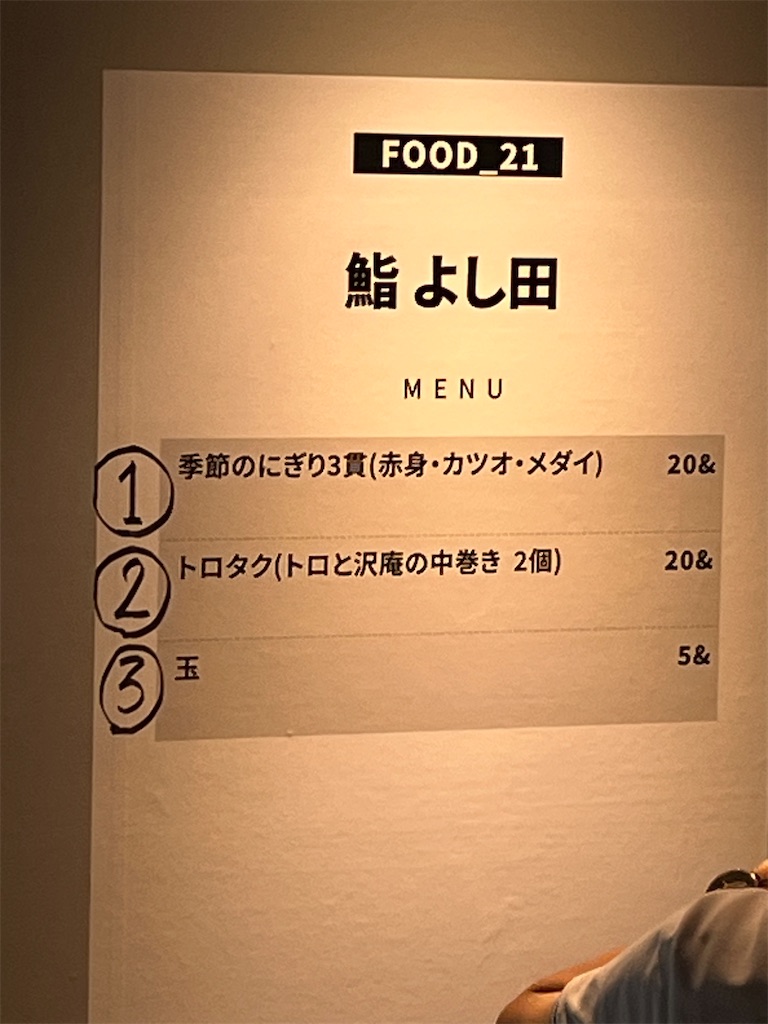 FOOD_21
鮨 よし田
MENU
① 季節のにぎり3貫(赤身・カツオ・メダイ) 20&
② トロタク(トロと沢庵の中巻き 2個) 20&
③ 玉 5&